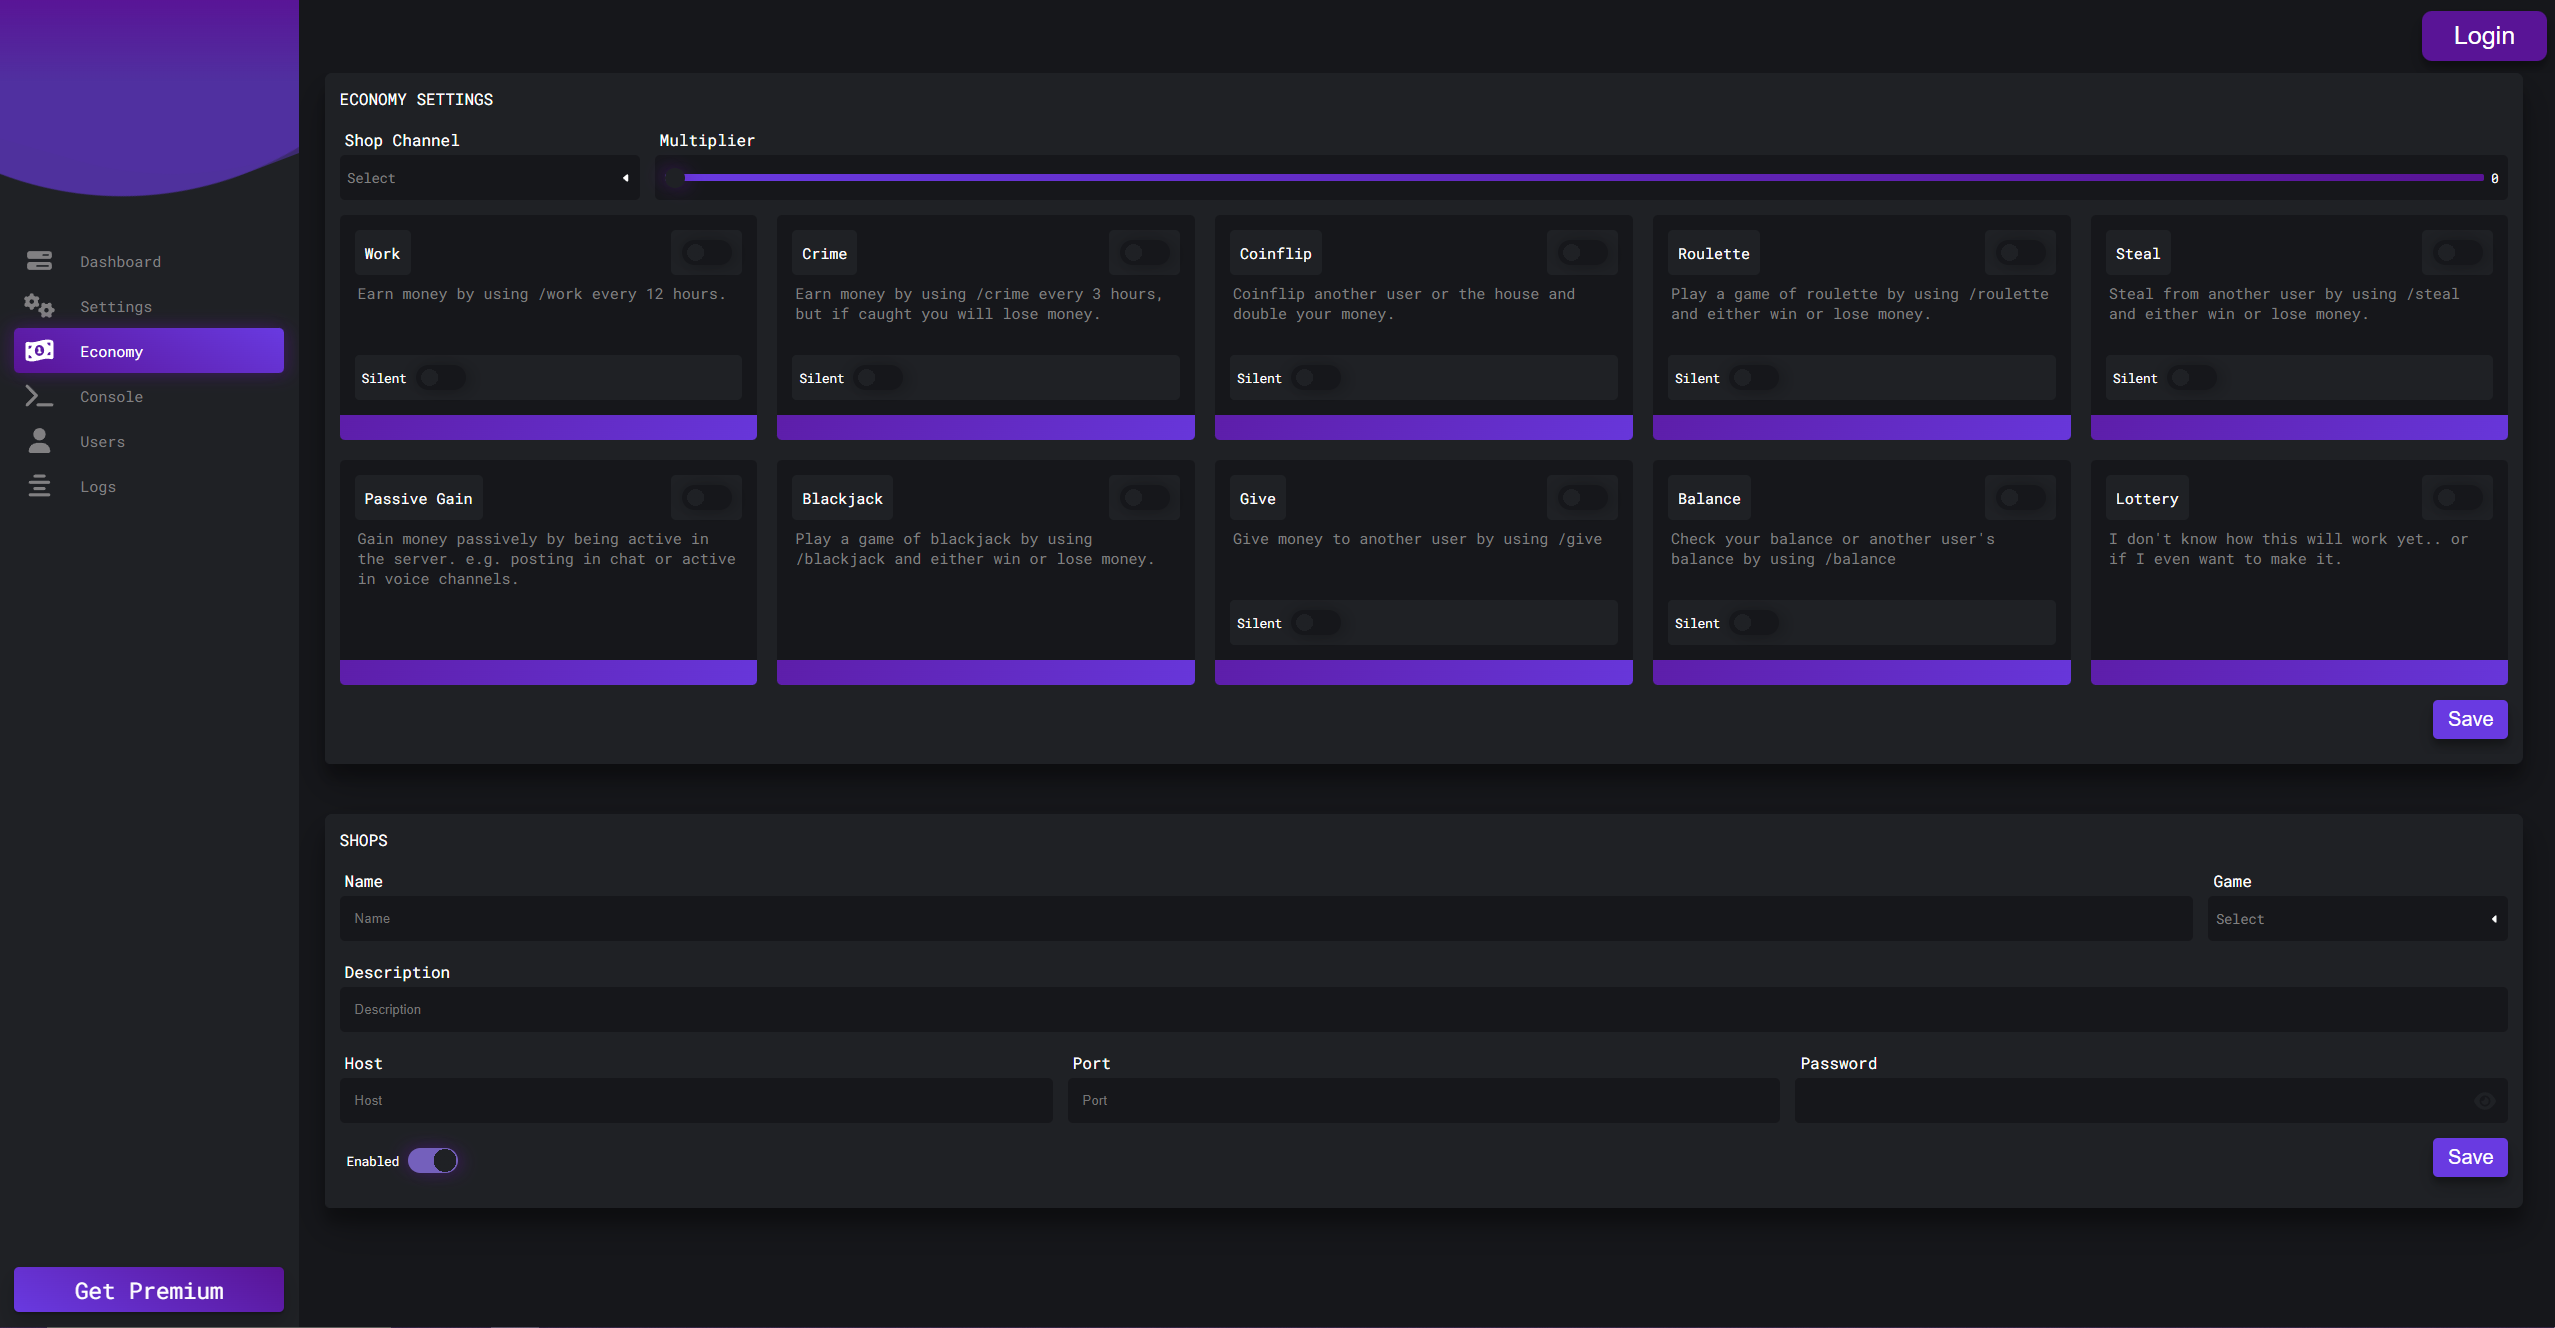 Login
Dashboard
Settings
Economy
Console
Users
Logs
Get Premium
ECONOMY SETTINGS
Shop Channel
Select
Multiplier
0
Work
Earn money by using /work every 12 hours.
Silent
Crime
Earn money by using /crime every 3 hours,
but if caught you will lose money.
Silent
Coinflip
Coinflip another user or the house and
double your money.
Silent
Roulette
Play a game of roulette by using /roulette
and either win or lose money.
Silent
Steal
Steal from another user by using /steal
and either win or lose money.
Silent
Passive Gain
Gain money passively by being active in
the server. e.g. posting in chat or active
in voice channels.
Blackjack
Play a game of blackjack by using
/blackjack and either win or lose money.
Give
Give money to another user by using /give
Silent
Balance
Check your balance or another user's
balance by using /balance
Silent
Lottery
I don't know how this will work yet.. or
if I even want to make it.
Save
SHOPS
Name
Name
Game
Select
Description
Description
Host
Host
Port
Port
Password
Enabled
Save